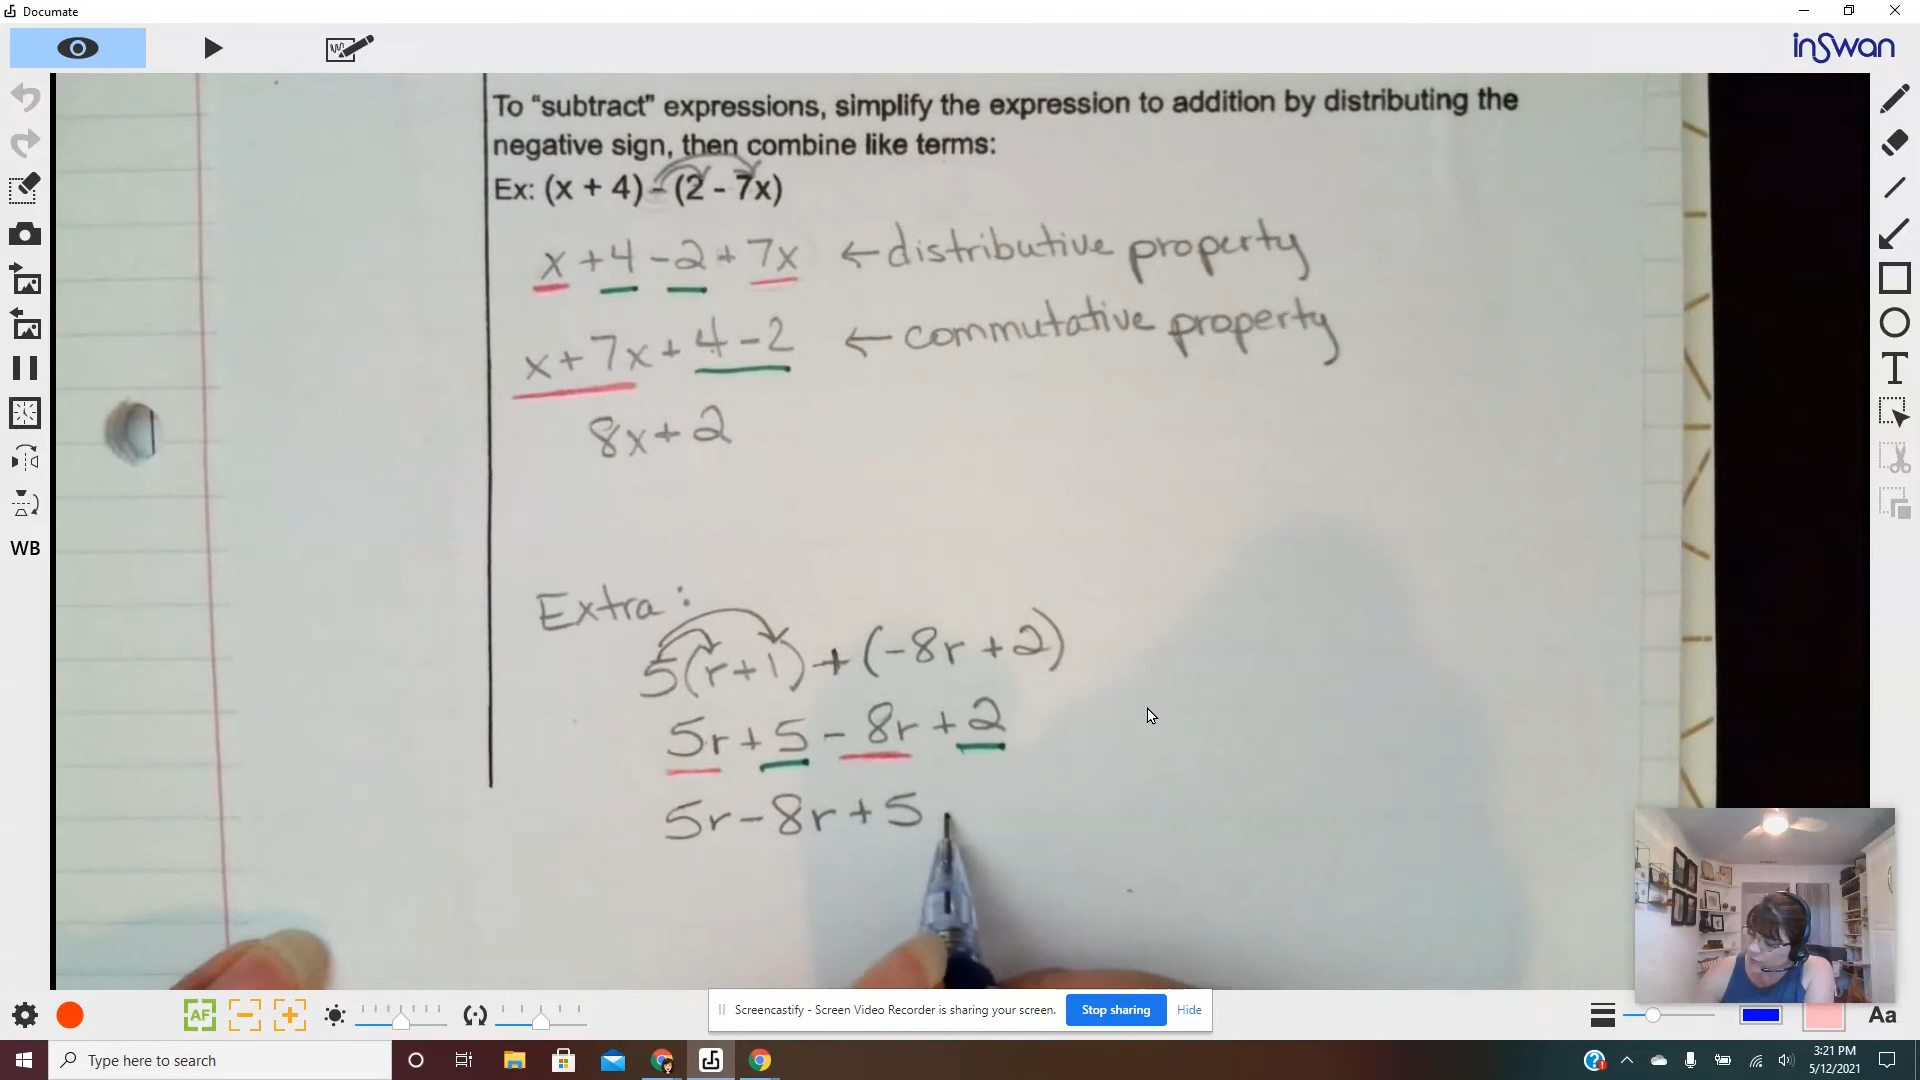 Documate
inSwan
To “subtract” expressions, simplify the expression to addition by distributing the
negative sign, then combine like terms:
Ex: (x + 4) - (2 - 7x)
x + 4 - 2 + 7x ← distributive property
x + 7x + 4 - 2 ← commutative property
8x + 2
WB
Extra:
5(r+1) + (-8r + 2)
5r + 5 - 8r + 2
5r - 8r + 5
AF
Screencastify - Screen Video Recorder is sharing your screen. Stop sharing Hide
Aa
Type here to search
3:21 PM
5/12/2021